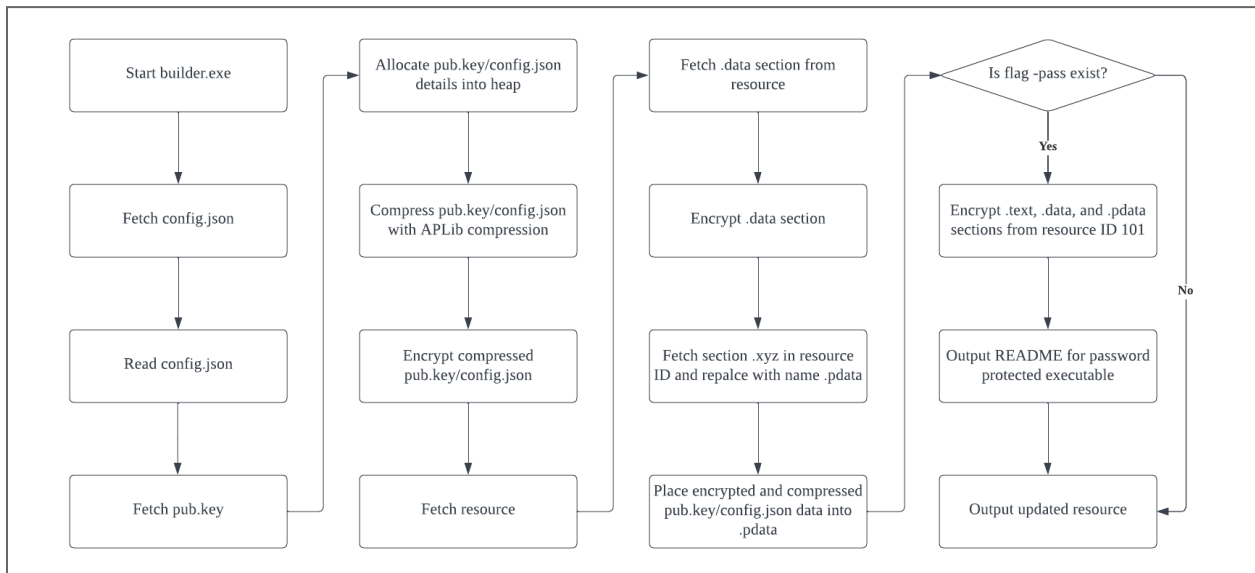 Start builder.exe
Fetch config.json
Read config.json
Fetch pub.key
Allocate pub.key/config.json
details into heap
Compress pub.key/config.json
with APLib compression
Encrypt compressed
pub.key/config.json
Fetch resource
Fetch .data section from
resource
Encrypt .data section
Fetch section .xyz in resource
ID and repalce with name .pdata
Place encrypted and compressed
pub.key/config.json data into
.pdata
Is flag -pass exist?
Yes
No
Encrypt .text, .data, and .pdata
sections from resource ID 101
Output README for password
protected executable
Output updated resource